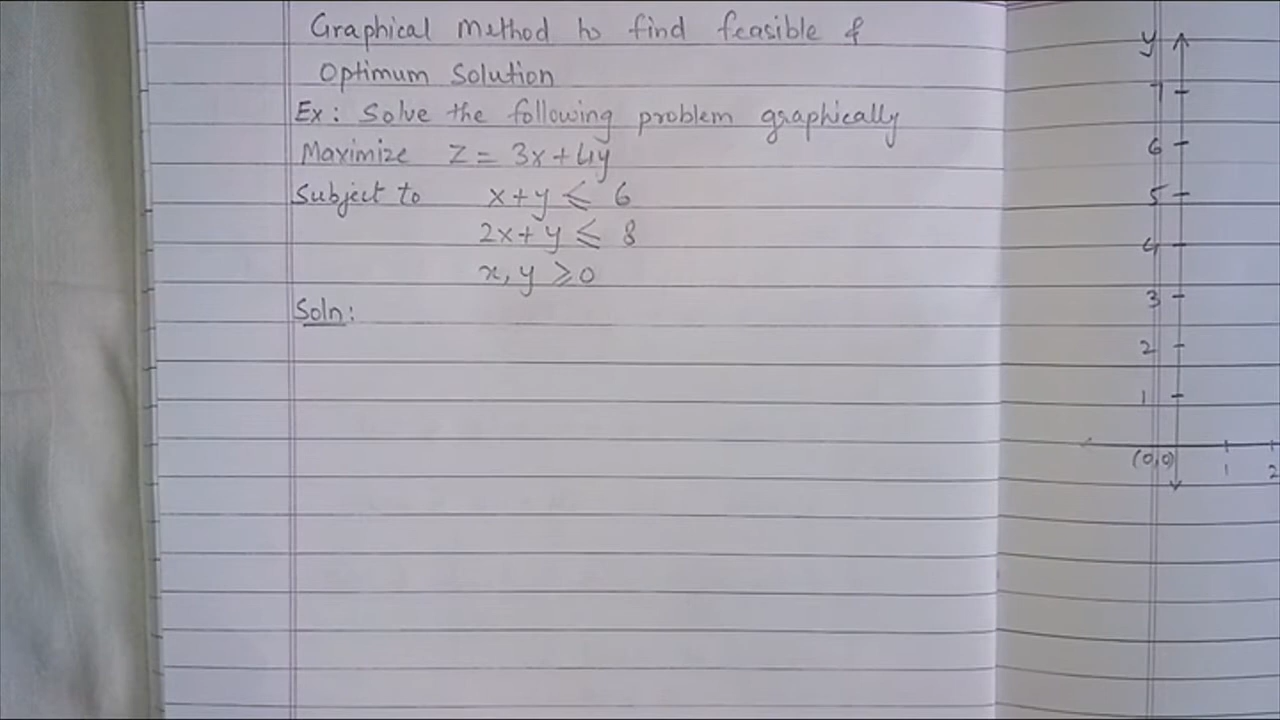 Graphical Method to find feasible &
Optimum Solution
Ex: Solve the following problem graphically
Maximize Z = 3x+4y
Subject to x+y ≤ 6
2x+y ≤ 8
x, y ≥ 0
Soln:
y
7
6
5
4
3
2
1
(0,0) 1 2